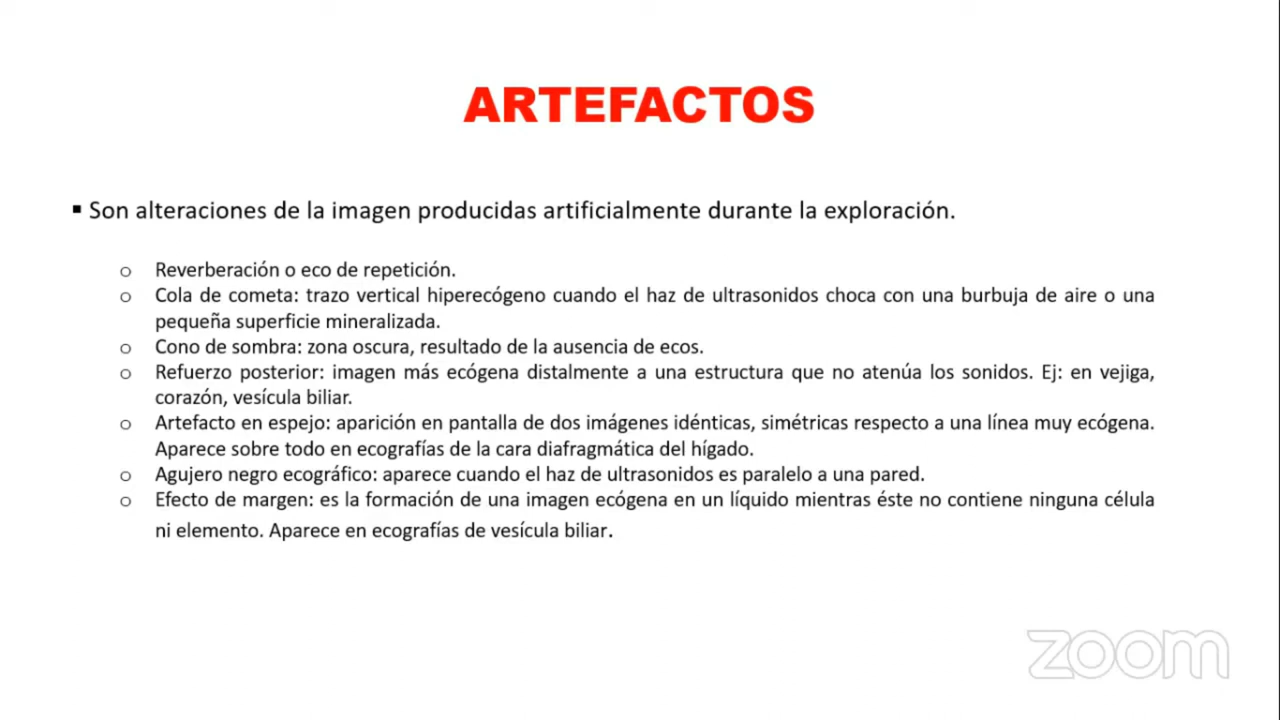 ARTEFACTOS
▪ Son alteraciones de la imagen producidas artificialmente durante la exploración.
o Reverberación o eco de repetición.
o Cola de cometa: trazo vertical hiperecógeno cuando el haz de ultrasonidos choca con una burbuja de aire o una
pequeña superficie mineralizada.
o Cono de sombra: zona oscura, resultado de la ausencia de ecos.
o Refuerzo posterior: imagen más ecógena distalmente a una estructura que no atenúa los sonidos. Ej: en vejiga,
corazón, vesícula biliar.
o Artefacto en espejo: aparición en pantalla de dos imágenes idénticas, simétricas respecto a una línea muy ecógena.
Aparece sobre todo en ecografías de la cara diafragmática del hígado.
o Agujero negro ecográfico: aparece cuando el haz de ultrasonidos es paralelo a una pared.
o Efecto de margen: es la formación de una imagen ecógena en un líquido mientras éste no contiene ninguna célula
ni elemento. Aparece en ecografías de vesícula biliar.
zoom